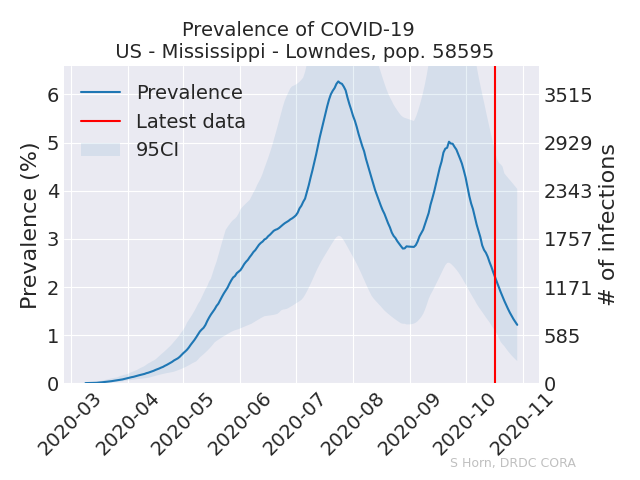 Prevalence of COVID-19
US - Mississippi - Lowndes, pop. 58595
Prevalence
Latest data
95CI
Prevalence (%)
6
5
4
3
2
1
0
3515
2929
2343
1757
1171
585
0
# of infections
2020-03
2020-04
2020-05
2020-06
2020-07
2020-08
2020-09
2020-10
2020-11
S Horn, DRDC CORA